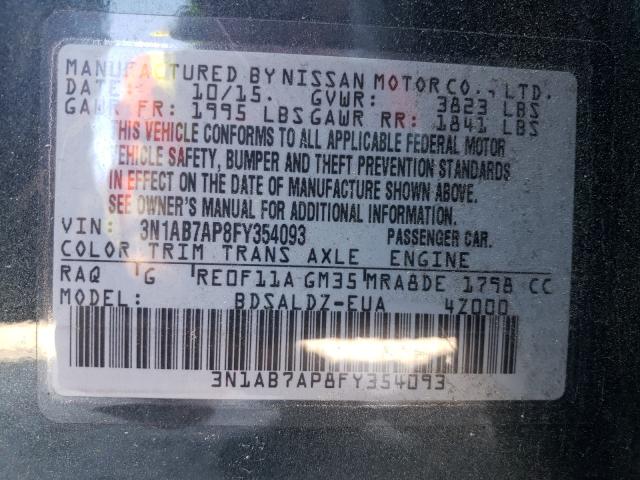 MANUFACTURED BY NISSAN MOTOR CO., LTD.
DATE: 10/15. GVWR: 3823 LBS
GAWR FR: 1995 LBS GAWR RR: 1841 LBS
THIS VEHICLE CONFORMS TO ALL APPLICABLE FEDERAL MOTOR
VEHICLE SAFETY, BUMPER AND THEFT PREVENTION STANDARDS
IN EFFECT ON THE DATE OF MANUFACTURE SHOWN ABOVE.
SEE OWNER'S MANUAL FOR ADDITIONAL INFORMATION.
VIN: 3N1AB7AP8FY354093 PASSENGER CAR.
COLOR TRIM TRANS AXLE ENGINE
RAQ G RE0F11A GM35 MRA8DE 1798 CC
MODEL: BDSALDZ-EUA 4Z000
3N1AB7AP8FY354093